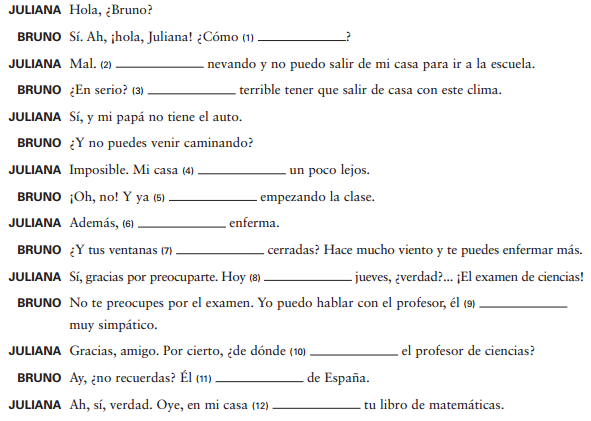 JULIANA Hola, ¿Bruno?
BRUNO Sí. Ah, ¡hola, Juliana! ¿Cómo (1) ____________?
JULIANA Mal. (2) ____________ nevando y no puedo salir de mi casa para ir a la escuela.
BRUNO ¿En serio? (3) ____________ terrible tener que salir de casa con este clima.
JULIANA Sí, y mi papá no tiene el auto.
BRUNO ¿Y no puedes venir caminando?
JULIANA Imposible. Mi casa (4) ____________ un poco lejos.
BRUNO ¡Oh, no! Y ya (5) ____________ empezando la clase.
JULIANA Además, (6) ____________ enferma.
BRUNO ¿Y tus ventanas (7) ____________ cerradas? Hace mucho viento y te puedes enfermar más.
JULIANA Sí, gracias por preocuparte. Hoy (8) ____________ jueves, ¿verdad?... ¡El examen de ciencias!
BRUNO No te preocupes por el examen. Yo puedo hablar con el profesor, él (9) ____________
muy simpático.
JULIANA Gracias, amigo. Por cierto, ¿de dónde (10) ____________ el profesor de ciencias?
BRUNO Ay, ¿no recuerdas? Él (11) ____________ de España.
JULIANA Ah, sí, verdad. Oye, en mi casa (12) ____________ tu libro de matemáticas.